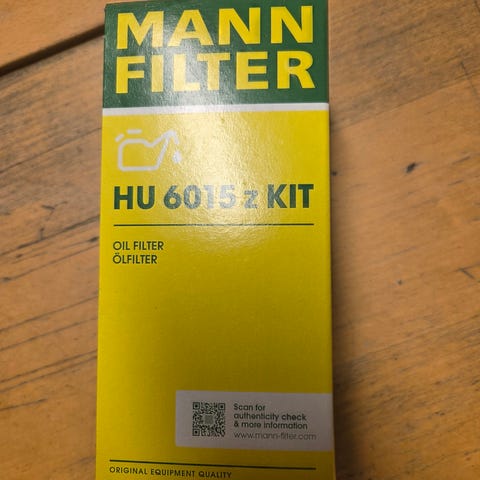 MANN
FILTER
HU 6015 z KIT
OIL FILTER
ÖLFILTER
Scan for
authenticity check
& more information
www.mann-filter.com
ORIGINAL EQUIPMENT QUALITY